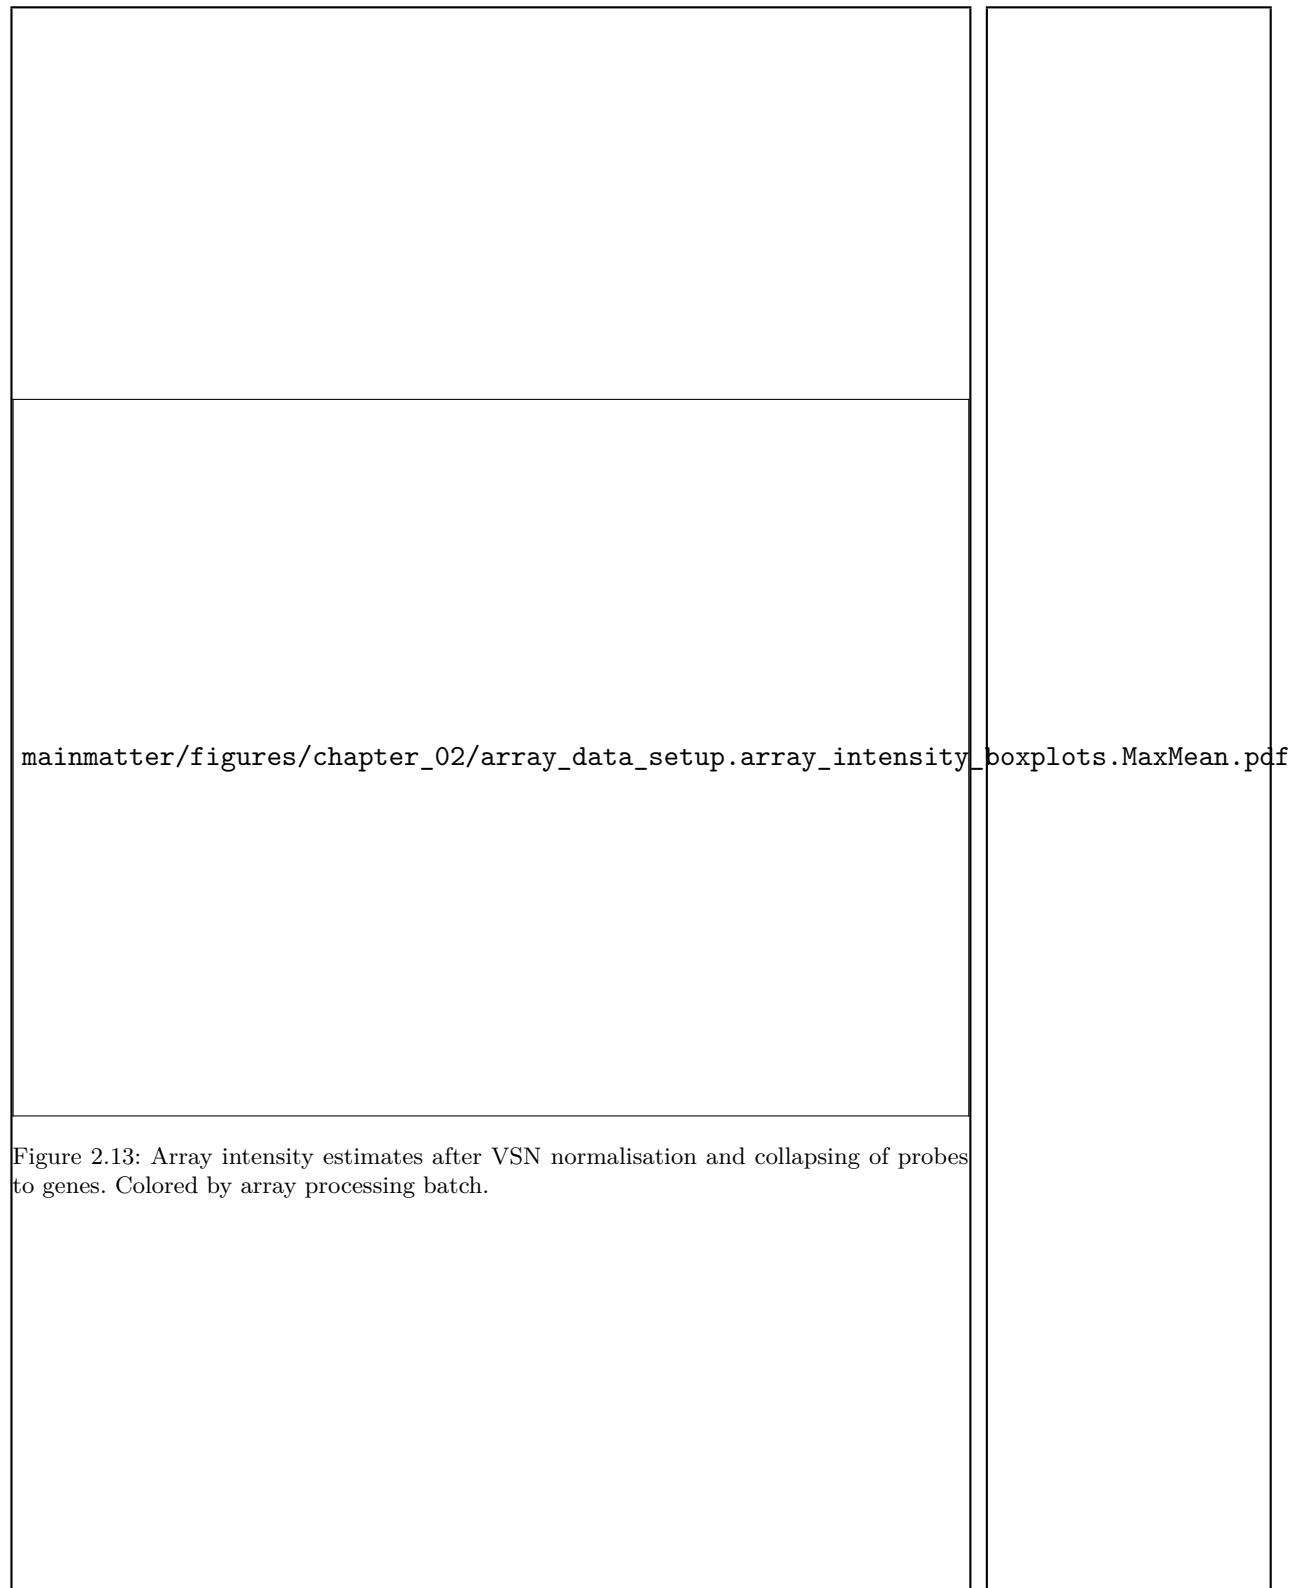 mainmatter/figures/chapter_02/array_data_setup.array_intensity_boxplots.MaxMean.pdf
Figure 2.13: Array intensity estimates after VSN normalisation and collapsing of probes
to genes. Colored by array processing batch.